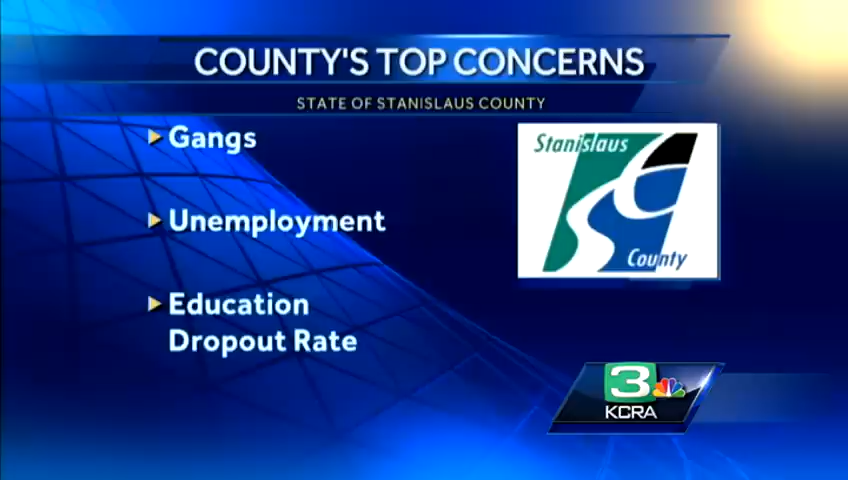 COUNTY'S TOP CONCERNS
STATE OF STANISLAUS COUNTY
Gangs
Unemployment
Education
Dropout Rate
Stanislaus
County
3
KCRA